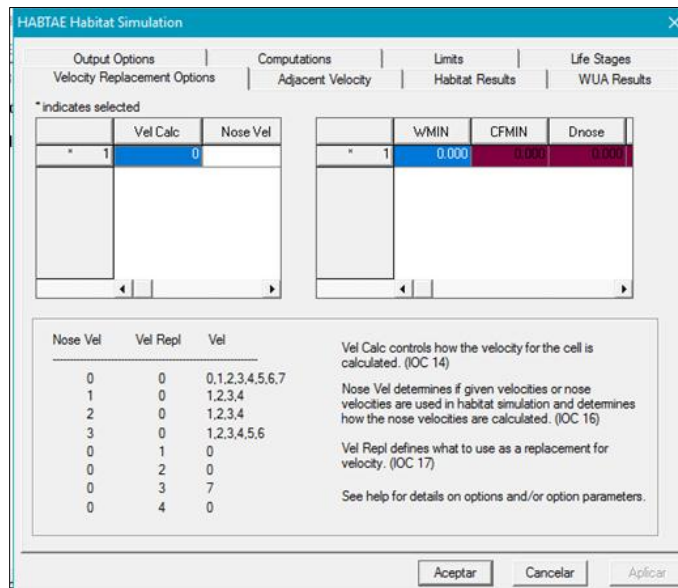 HABTAE Habitat Simulation
Output Options Computations Limits Life Stages
Velocity Replacement Options Adjacent Velocity Habitat Results WUA Results
* indicates selected
Vel Calc Nose Vel
* 1 0
WMIN CFMIN Dnose
* 1 0.000 0.000 0.000
Nose Vel Vel Repl Vel
0 0 0,1,2,3,4,5,6,7
1 0 1,2,3,4
2 0 1,2,3,4
3 0 1,2,3,4,5,6
0 1 0
0 2 0
0 3 7
0 4 0
Vel Calc controls how the velocity for the cell is
calculated. (IOC 14)
Nose Vel determines if given velocities or nose
velocities are used in habitat simulation and determines
how the nose velocities are calculated. (IOC 16)
Vel Repl defines what to use as a replacement for
velocity. (IOC 17)
See help for details on options and/or option parameters.
Aceptar Cancelar Aplicar